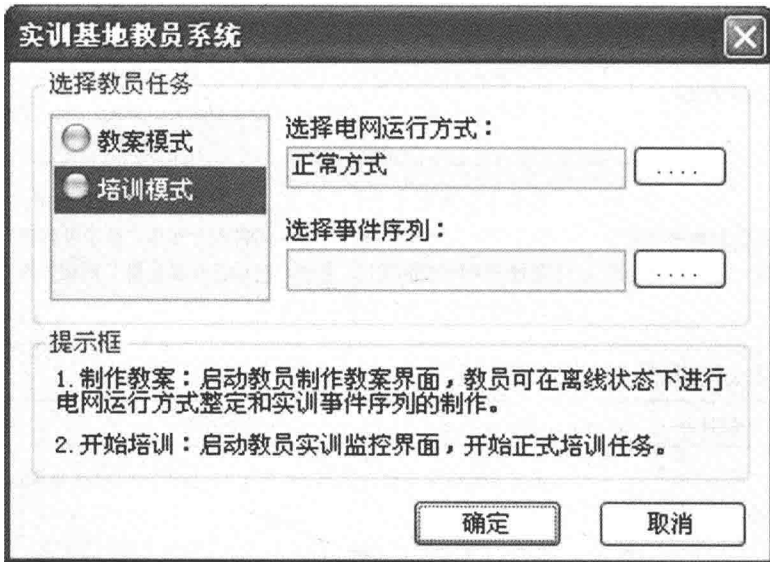 实训基地教员系统
选择教员任务
教案模式
培训模式
选择电网运行方式：
正常方式
....
选择事件序列：
....
提示框
1. 制作教案：启动教员制作教案界面，教员可在离线状态下进行
电网运行方式整定和实训事件序列的制作。
2. 开始培训：启动教员实训监控界面，开始正式培训任务。
确定
取消